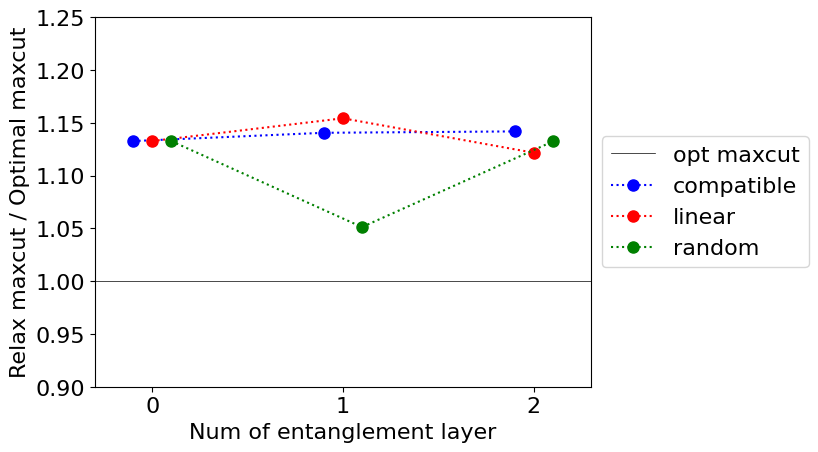 Relax maxcut / Optimal maxcut
1.25
1.20
1.15
1.10
1.05
1.00
0.95
0.90
0 1 2
Num of entanglement layer
opt maxcut
compatible
linear
random